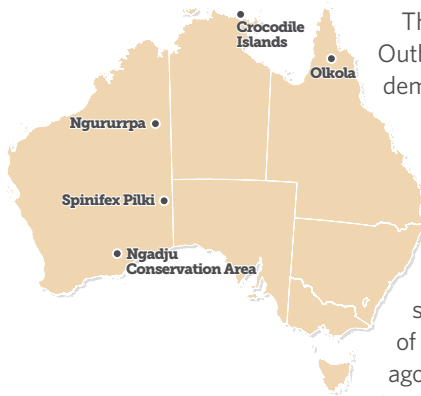 Crocodile
Islands
Olkola
Ngururrpa
Spinifex Pilki
Ngadju
Conservation Area
Th
Outl
dem
s
of
ago